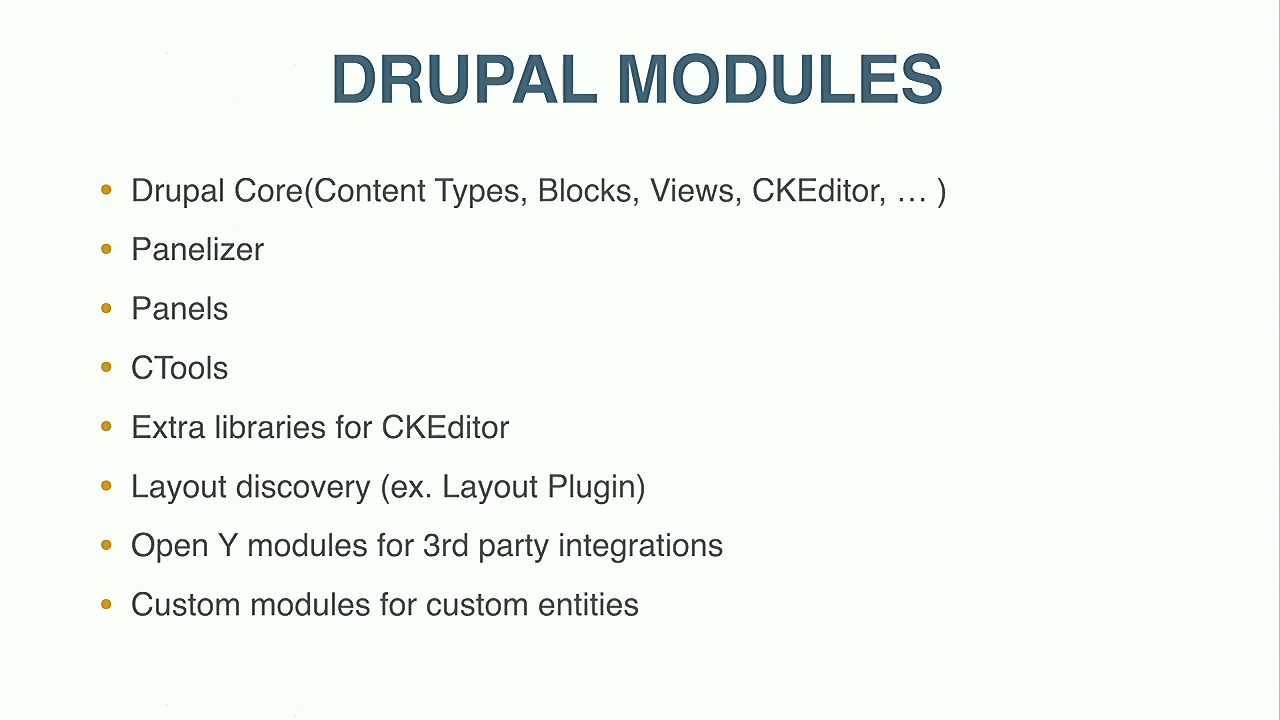 DRUPAL MODULES
• Drupal Core(Content Types, Blocks, Views, CKEditor, … )
• Panelizer
• Panels
• CTools
• Extra libraries for CKEditor
• Layout discovery (ex. Layout Plugin)
• Open Y modules for 3rd party integrations
• Custom modules for custom entities